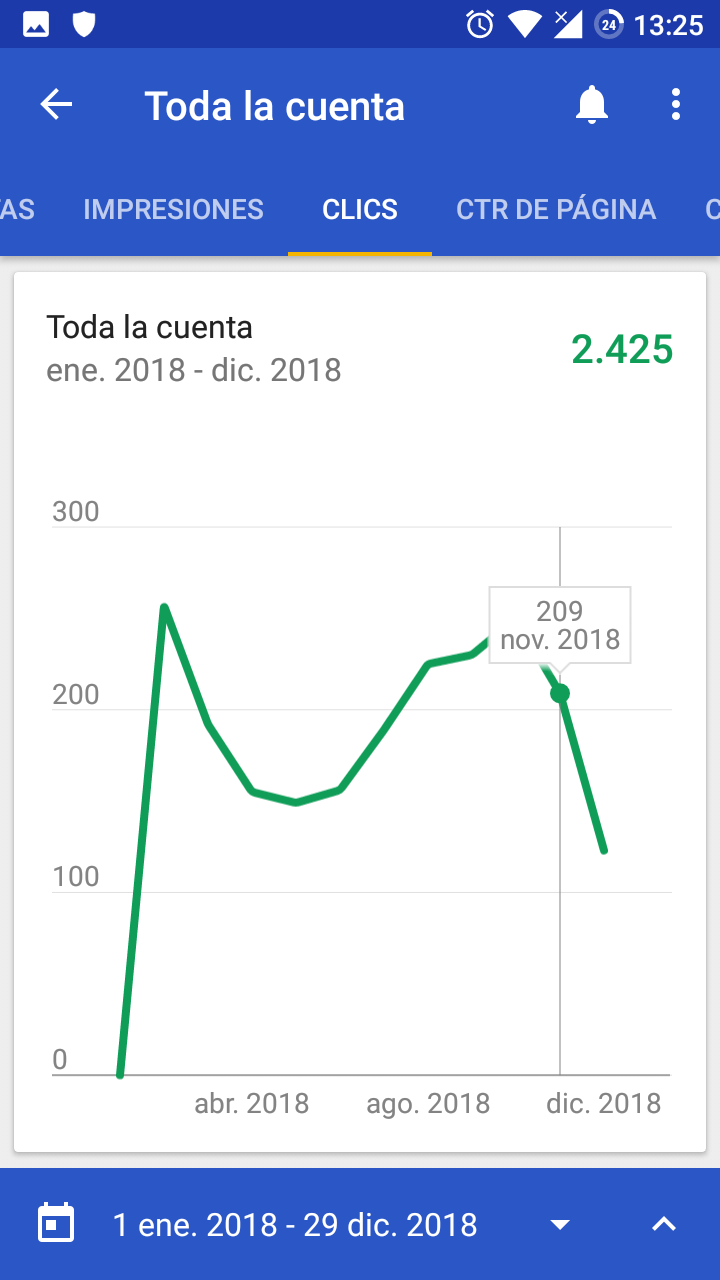 24 13:25
Toda la cuenta
AS IMPRESIONES CLICS CTR DE PÁGINA C
Toda la cuenta
2.425
ene. 2018 - dic. 2018
300
209
nov. 2018
200
100
0
abr. 2018 ago. 2018 dic. 2018
1 ene. 2018 - 29 dic. 2018